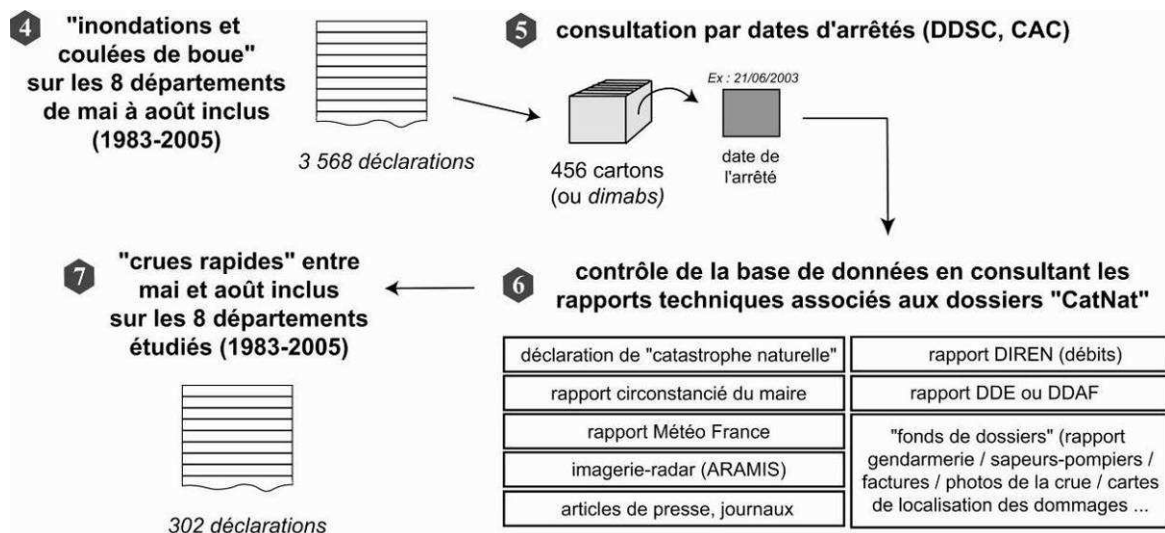 4
"inondations et
coulées de boue"
sur les 8 départements
de mai à août inclus
(1983-2005)
3 568 déclarations
5
consultation par dates d'arrêtés (DDSC, CAC)
Ex : 21/06/2003
456 cartons
(ou dimabs)
date de
l'arrêté
6
contrôle de la base de données en consultant les
rapports techniques associés aux dossiers "CatNat"
déclaration de "catastrophe naturelle"
rapport circonstancié du maire
rapport Météo France
imagerie-radar (ARAMIS)
articles de presse, journaux
rapport DIREN (débits)
rapport DDE ou DDAF
"fonds de dossiers" (rapport
gendarmerie / sapeurs-pompiers /
factures / photos de la crue / cartes
de localisation des dommages ...
7
"crues rapides" entre
mai et août inclus
sur les 8 départements
étudiés (1983-2005)
302 déclarations